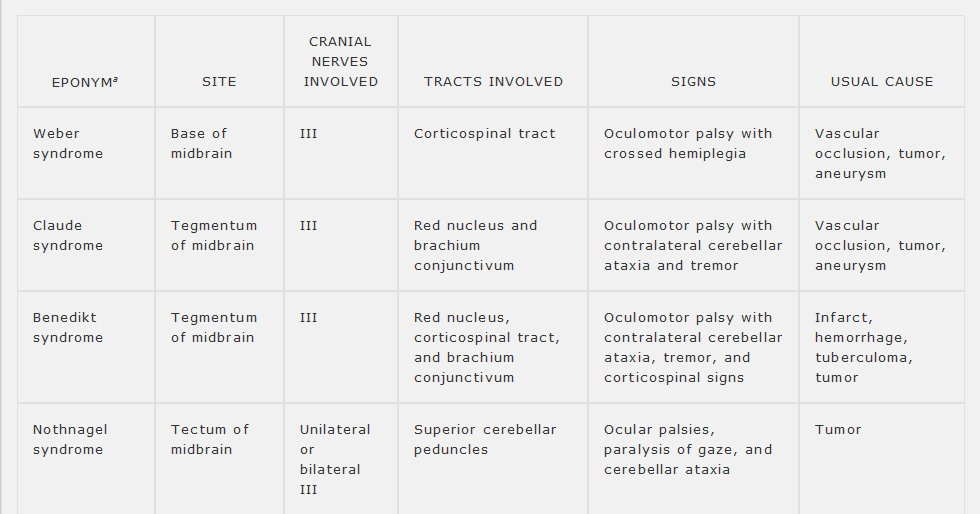 EPONYMa
SITE
CRANIAL
NERVES
INVOLVED
TRACTS INVOLVED
SIGNS
USUAL CAUSE
Weber
syndrome
Base of
midbrain
III
Corticospinal tract
Oculomotor palsy with
crossed hemiplegia
Vascular
occlusion, tumor,
aneurysm
Claude
syndrome
Tegmentum
of midbrain
III
Red nucleus and
brachium
conjunctivum
Oculomotor palsy with
contralateral cerebellar
ataxia and tremor
Vascular
occlusion, tumor,
aneurysm
Benedikt
syndrome
Tegmentum
of midbrain
III
Red nucleus,
corticospinal tract,
and brachium
conjunctivum
Oculomotor palsy with
contralateral cerebellar
ataxia, tremor, and
corticospinal signs
Infarct,
hemorrhage,
tuberculoma,
tumor
Nothnagel
syndrome
Tectum of
midbrain
Unilateral
or
bilateral
III
Superior cerebellar
peduncles
Ocular palsies,
paralysis of gaze, and
cerebellar ataxia
Tumor